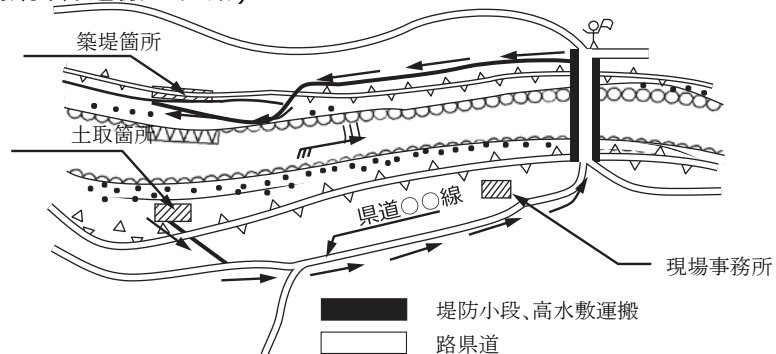 築堤箇所
土取箇所
県道○○線
現場事務所
堤防小段、高水敷運搬
路県道